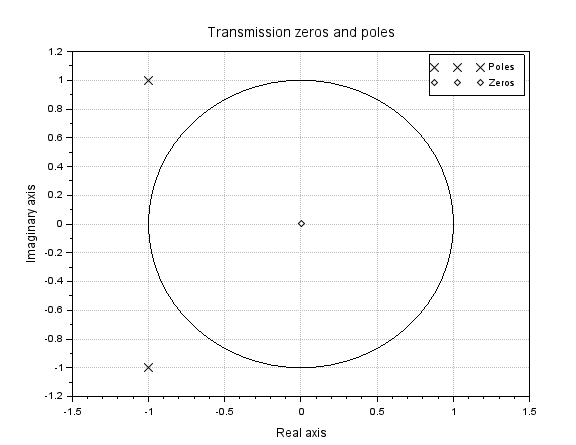 Transmission zeros and poles
Poles
Zeros
1.2
1
0.8
0.6
0.4
0.2
0
-0.2
-0.4
-0.6
-0.8
-1
-1.2
Imaginary axis
-1.5 -1 -0.5 0 0.5 1 1.5
Real axis